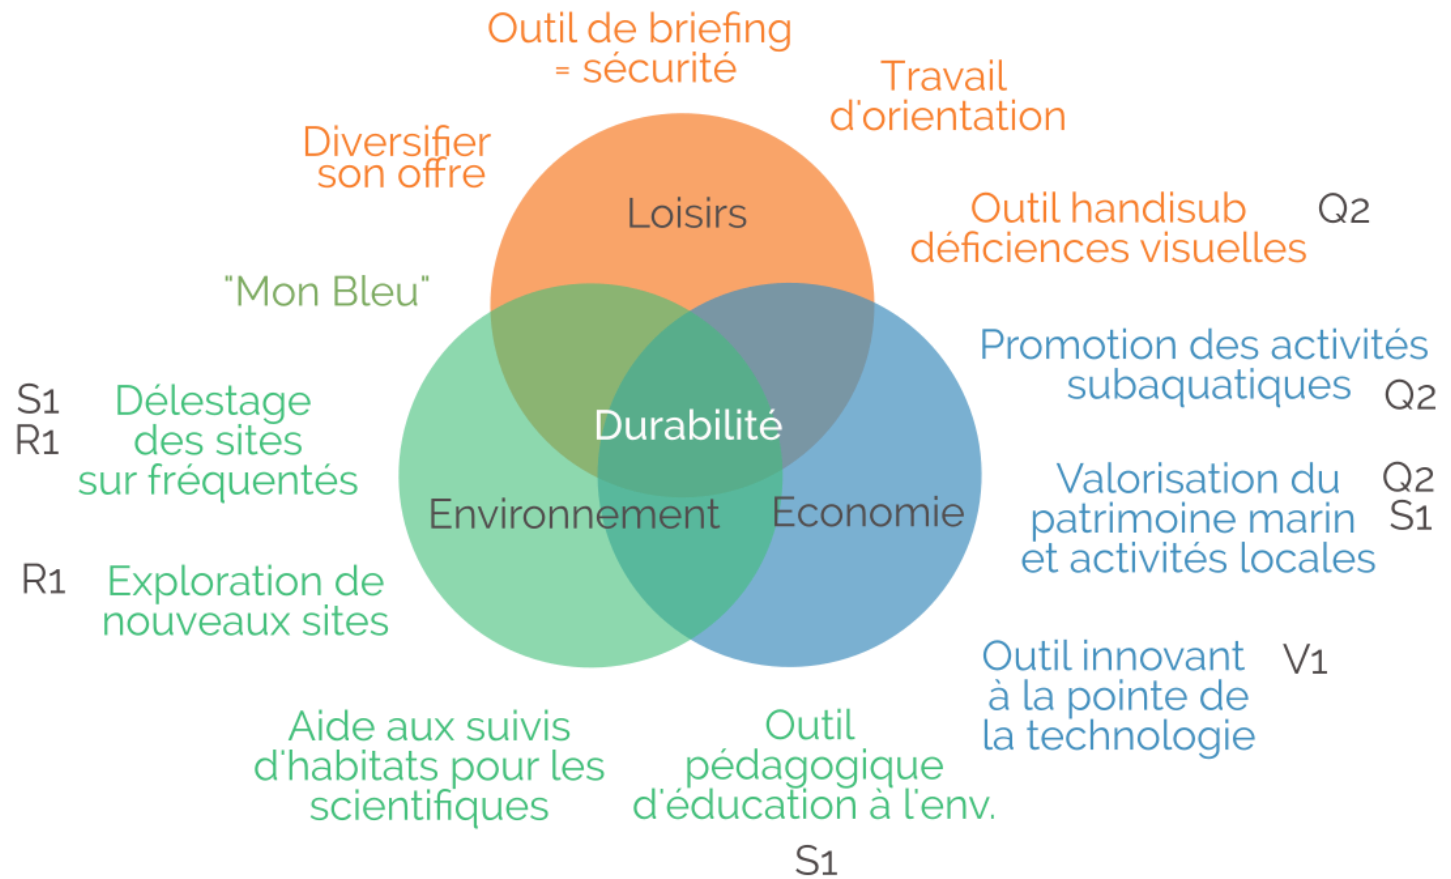 Outil de briefing
= sécurité
Travail
d'orientation
Diversifier
son offre
Loisirs
Outil handisub
déficiences visuelles
Q2
"Mon Bleu"
Promotion des activités
subaquatiques
Q2
S1
R1
Délestage
des sites
sur fréquentés
Durabilité
Environnement
Economie
Valorisation du
patrimoine marin
et activités locales
Q2
S1
R1
Exploration de
nouveaux sites
Outil innovant
à la pointe de
la technologie
V1
Aide aux suivis
d'habitats pour les
scientifiques
Outil
pédagogique
d'éducation à l'env.
S1